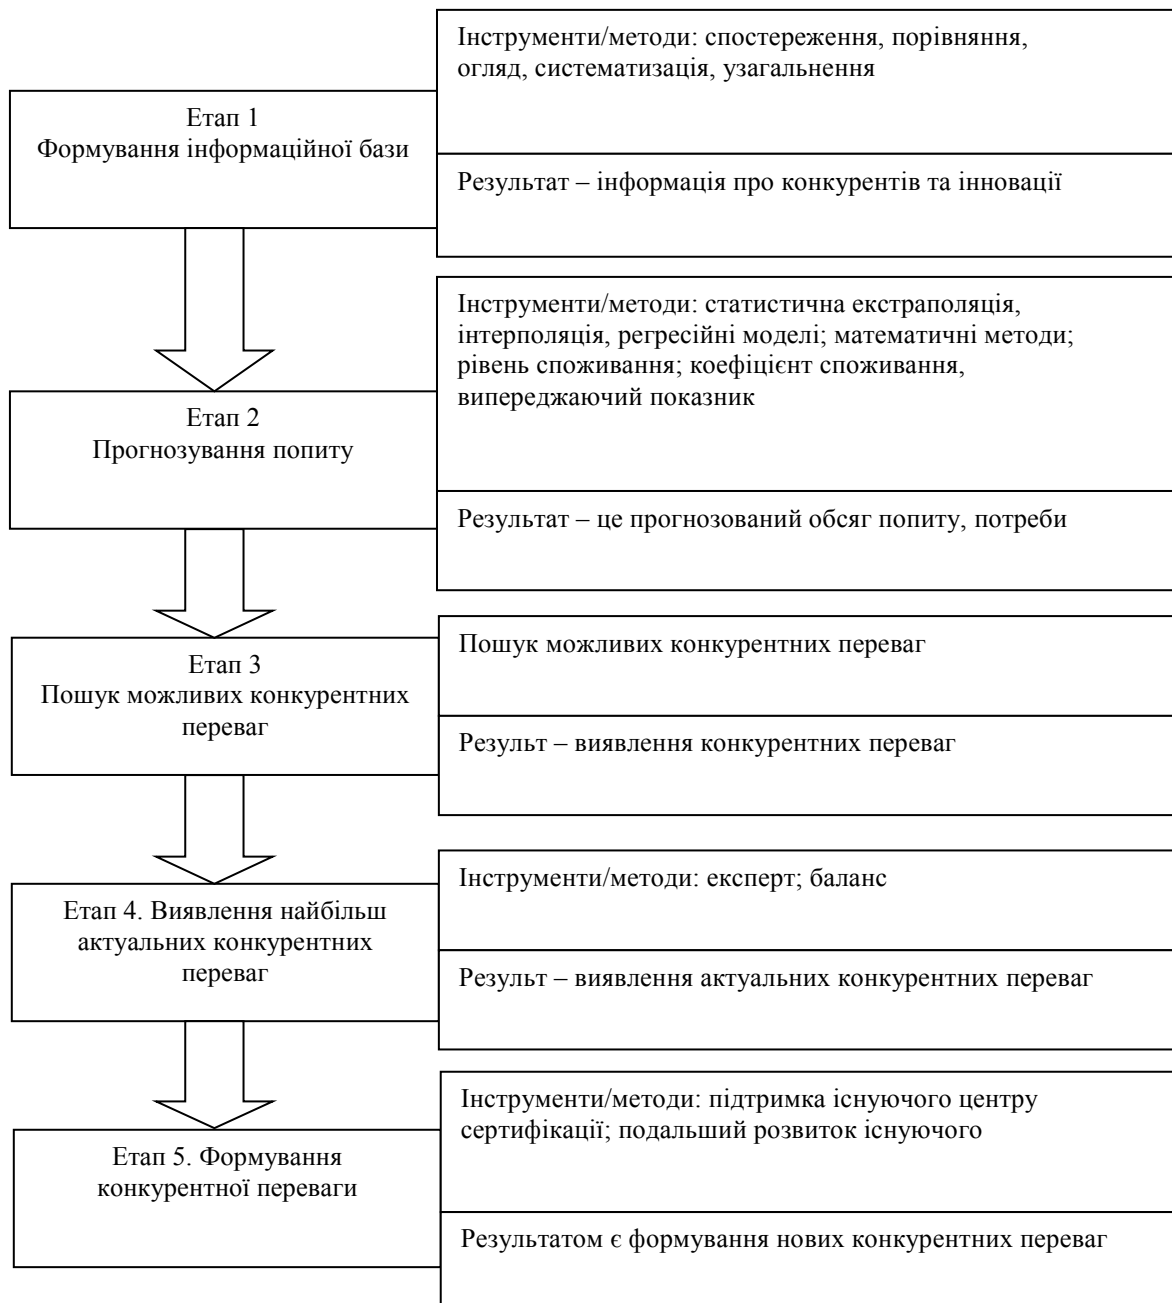 Інструменти/методи: спостереження, порівняння,
огляд, систематизація, узагальнення
Етап 1
Формування інформаційної бази
Результат – інформація про конкурентів та інновації
Інструменти/методи: статистична екстраполяція,
інтерполяція, регресійні моделі; математичні методи;
рівень споживання; коефіцієнт споживання,
випереджаючий показник
Етап 2
Прогнозування попиту
Результат – це прогнозований обсяг попиту, потреби
Пошук можливих конкурентних переваг
Етап 3
Пошук можливих конкурентних
переваг
Результ – виявлення конкурентних переваг
Інструменти/методи: експерт; баланс
Етап 4. Виявлення найбільш
актуальних конкурентних
переваг
Результ – виявлення актуальних конкурентних переваг
Інструменти/методи: підтримка існуючого центру
сертифікації; подальший розвиток існуючого
Етап 5. Формування
конкурентної переваги
Результатом є формування нових конкурентних переваг